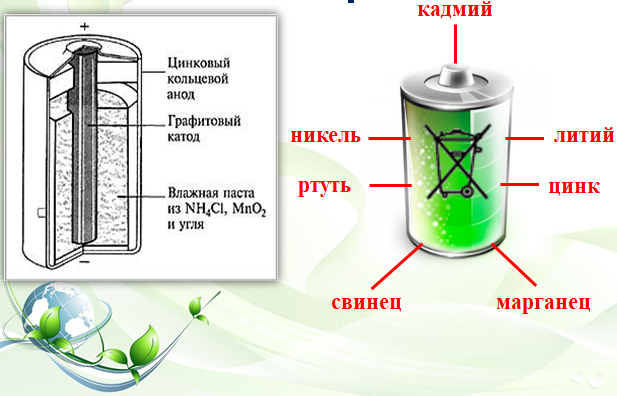 +
Цинковый
кольцевой
анод
Графитовый
катод
Влажная паста
из NH₄Cl, MnO₂
и угля
−
кадмий
никель
литий
ртуть
цинк
свинец
марганец